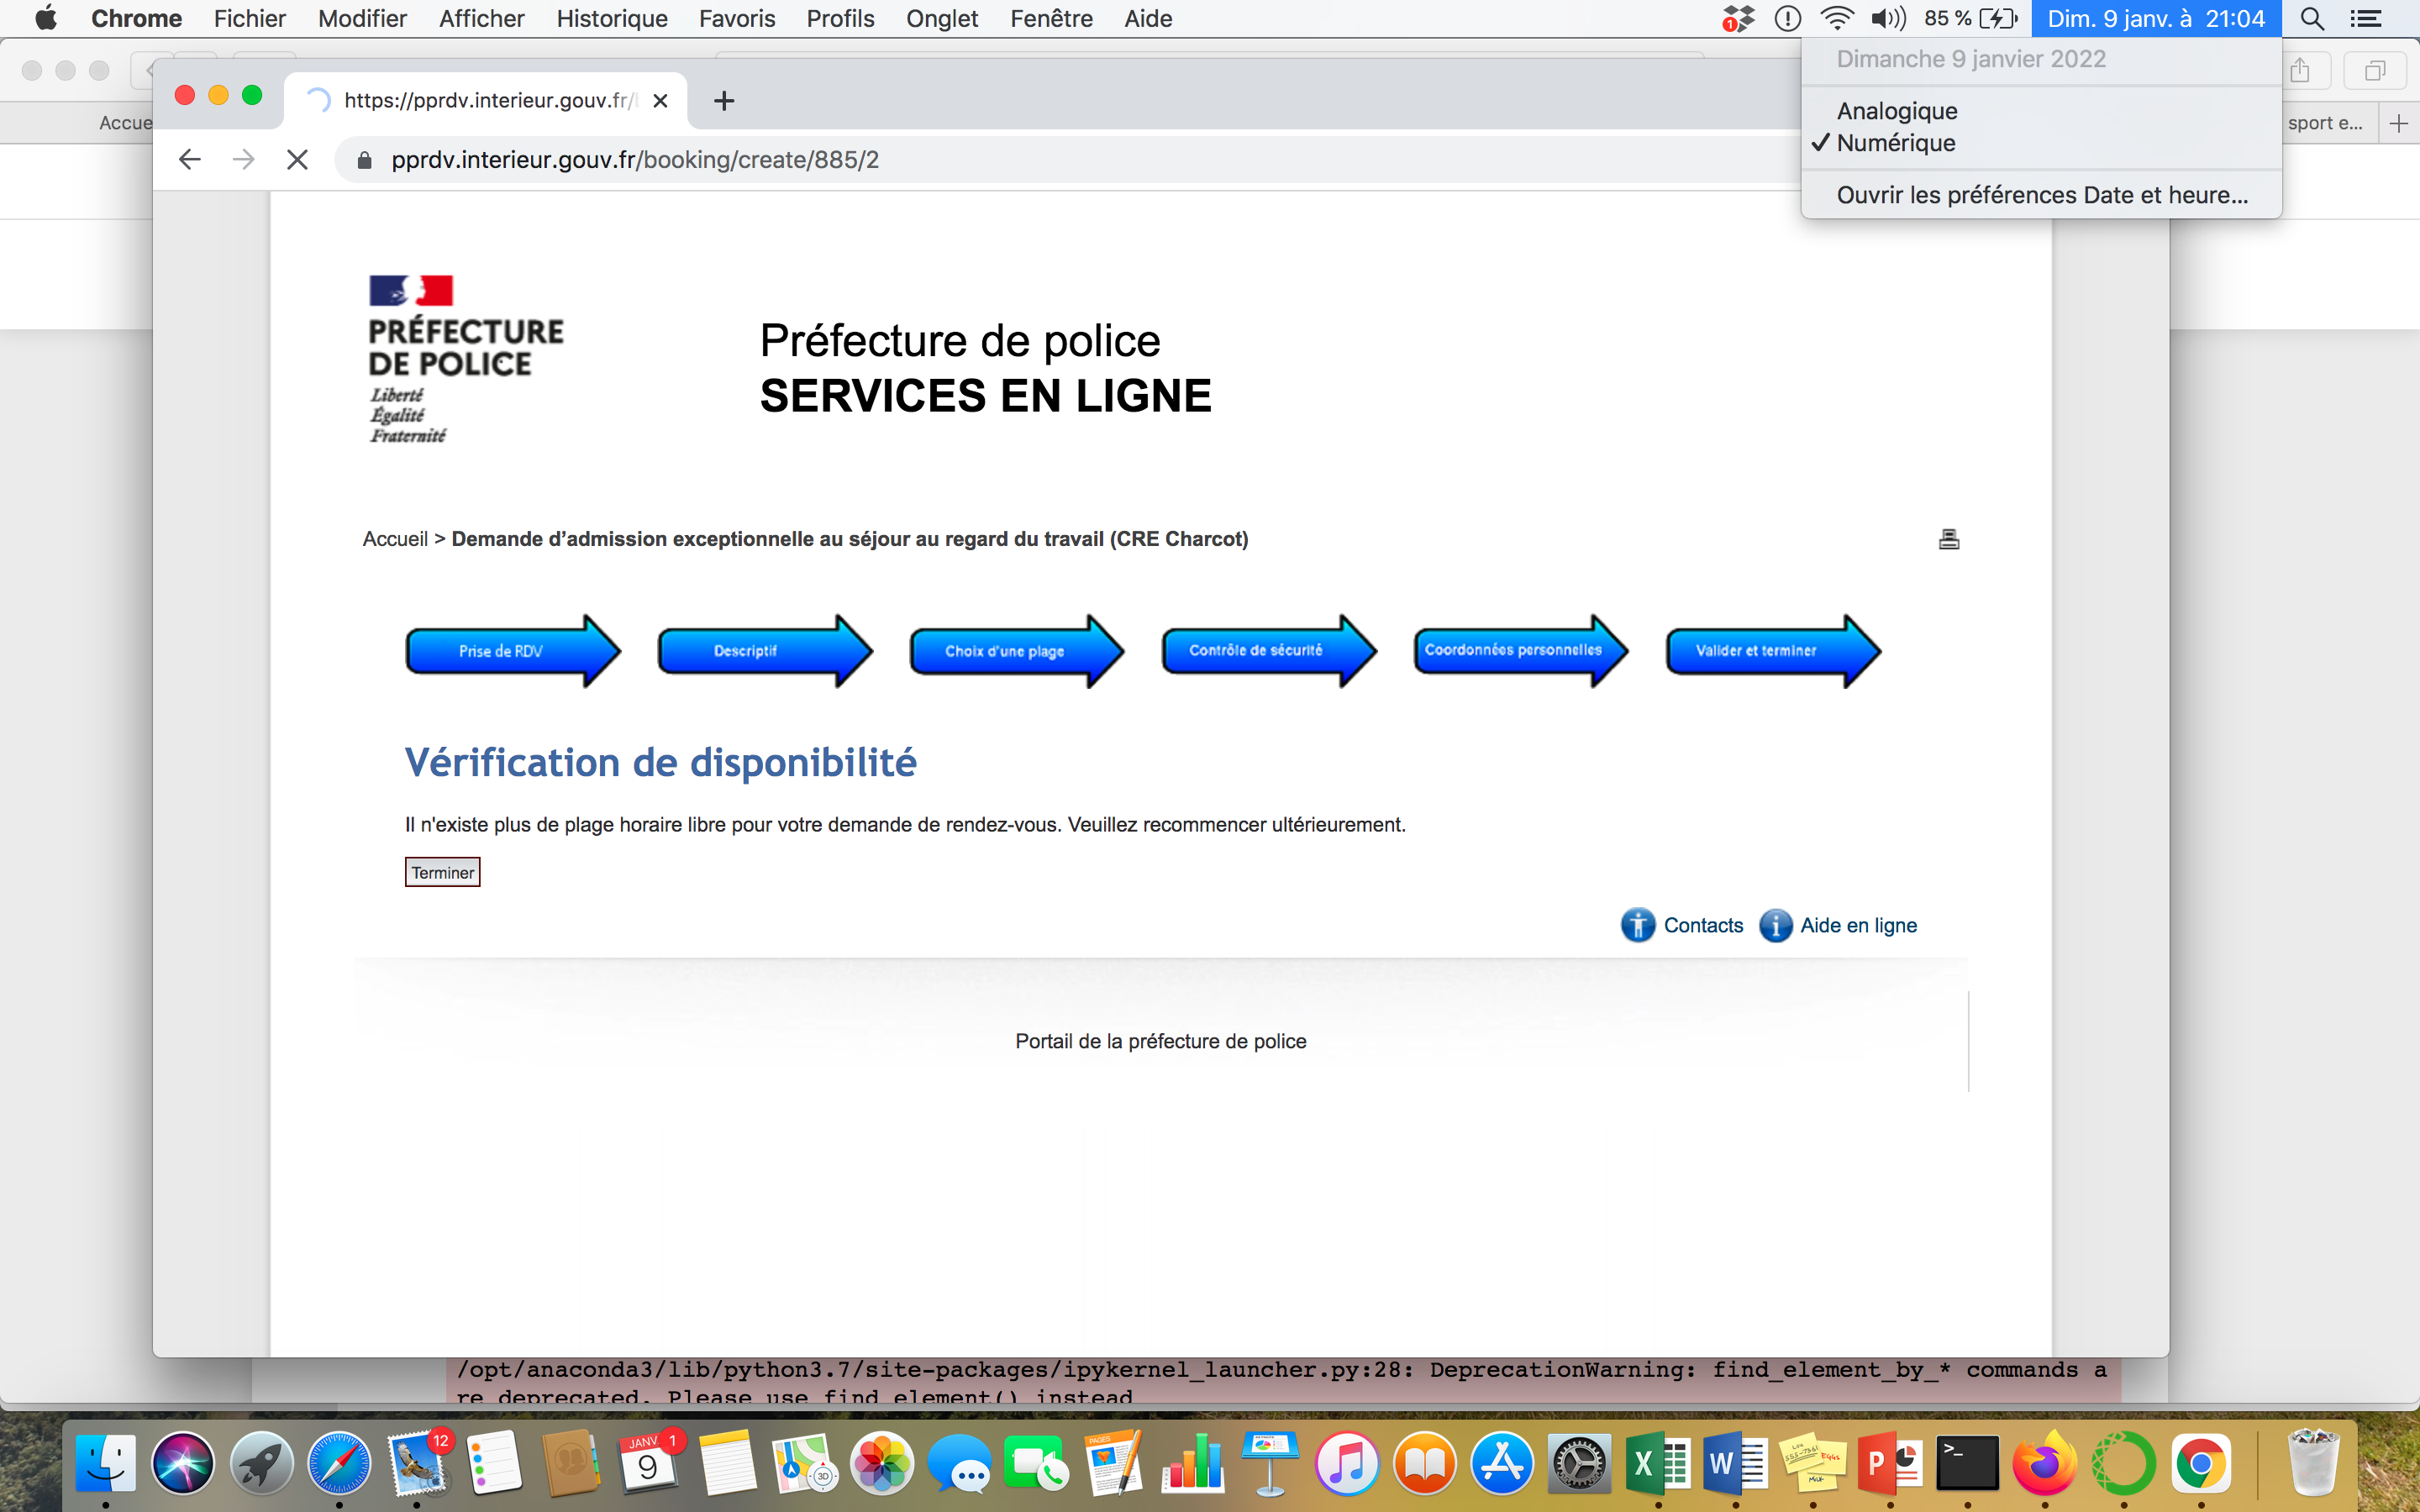 Chrome Fichier Modifier Afficher Historique Favoris Profils Onglet Fenêtre Aide 1 85 % Dim. 9 janv. à 21:04
Dimanche 9 janvier 2022
Analogique
✓ Numérique
Ouvrir les préférences Date et heure...
Accue
sport e...
https://pprdv.interieur.gouv.fr/
pprdv.interieur.gouv.fr/booking/create/885/2
PRÉFECTURE
DE POLICE
Liberté
Égalité
Fraternité
Préfecture de police
SERVICES EN LIGNE
Accueil > Demande d’admission exceptionnelle au séjour au regard du travail (CRE Charcot)
Prise de RDV Descriptif Choix d'une plage Contrôle de sécurité Coordonnées personnelles Valider et terminer
Vérification de disponibilité
Il n'existe plus de plage horaire libre pour votre demande de rendez-vous. Veuillez recommencer ultérieurement.
Terminer
Contacts Aide en ligne
Portail de la préfecture de police
/opt/anaconda3/lib/python3.7/site-packages/ipykernel_launcher.py:28: DeprecationWarning: find_element_by_* commands a
re deprecated. Please use find_element() instead
12
JANV. 1
9
3D
PAGES
X
W
P
>_